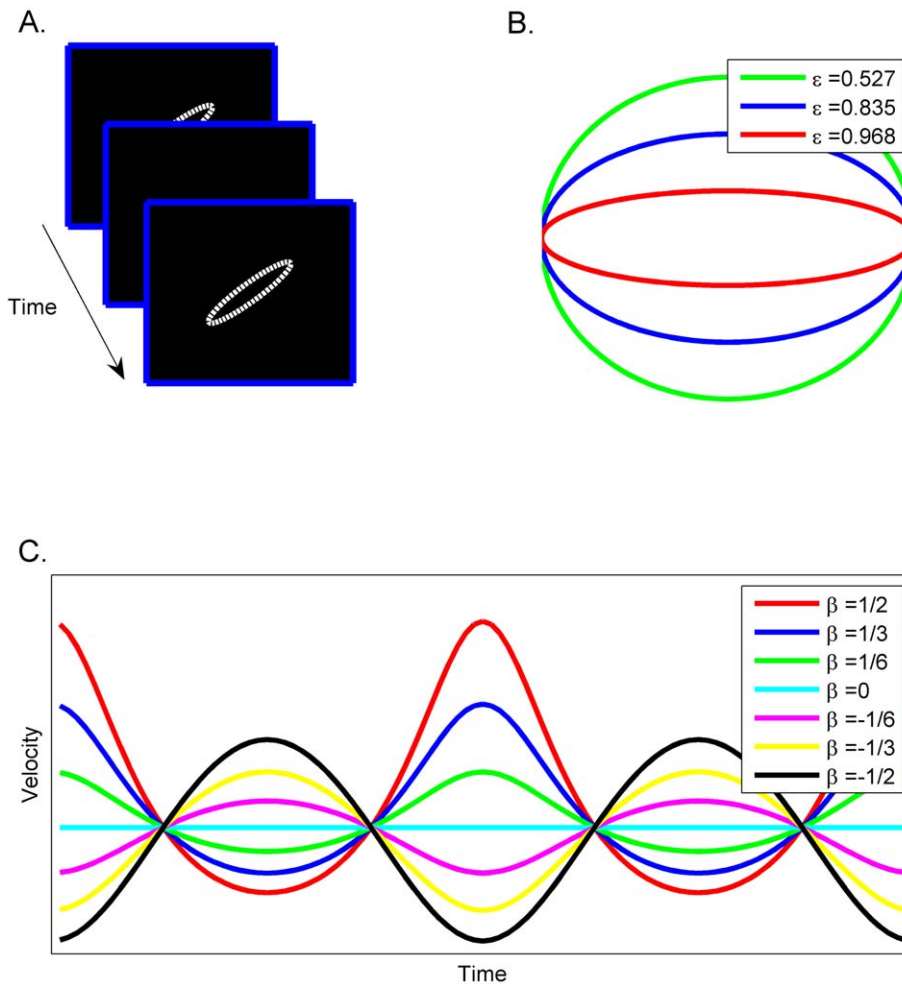 A.
Time
B.
ε =0.527
ε =0.835
ε =0.968
C.
Velocity
β =1/2
β =1/3
β =1/6
β =0
β =-1/6
β =-1/3
β =-1/2
Time